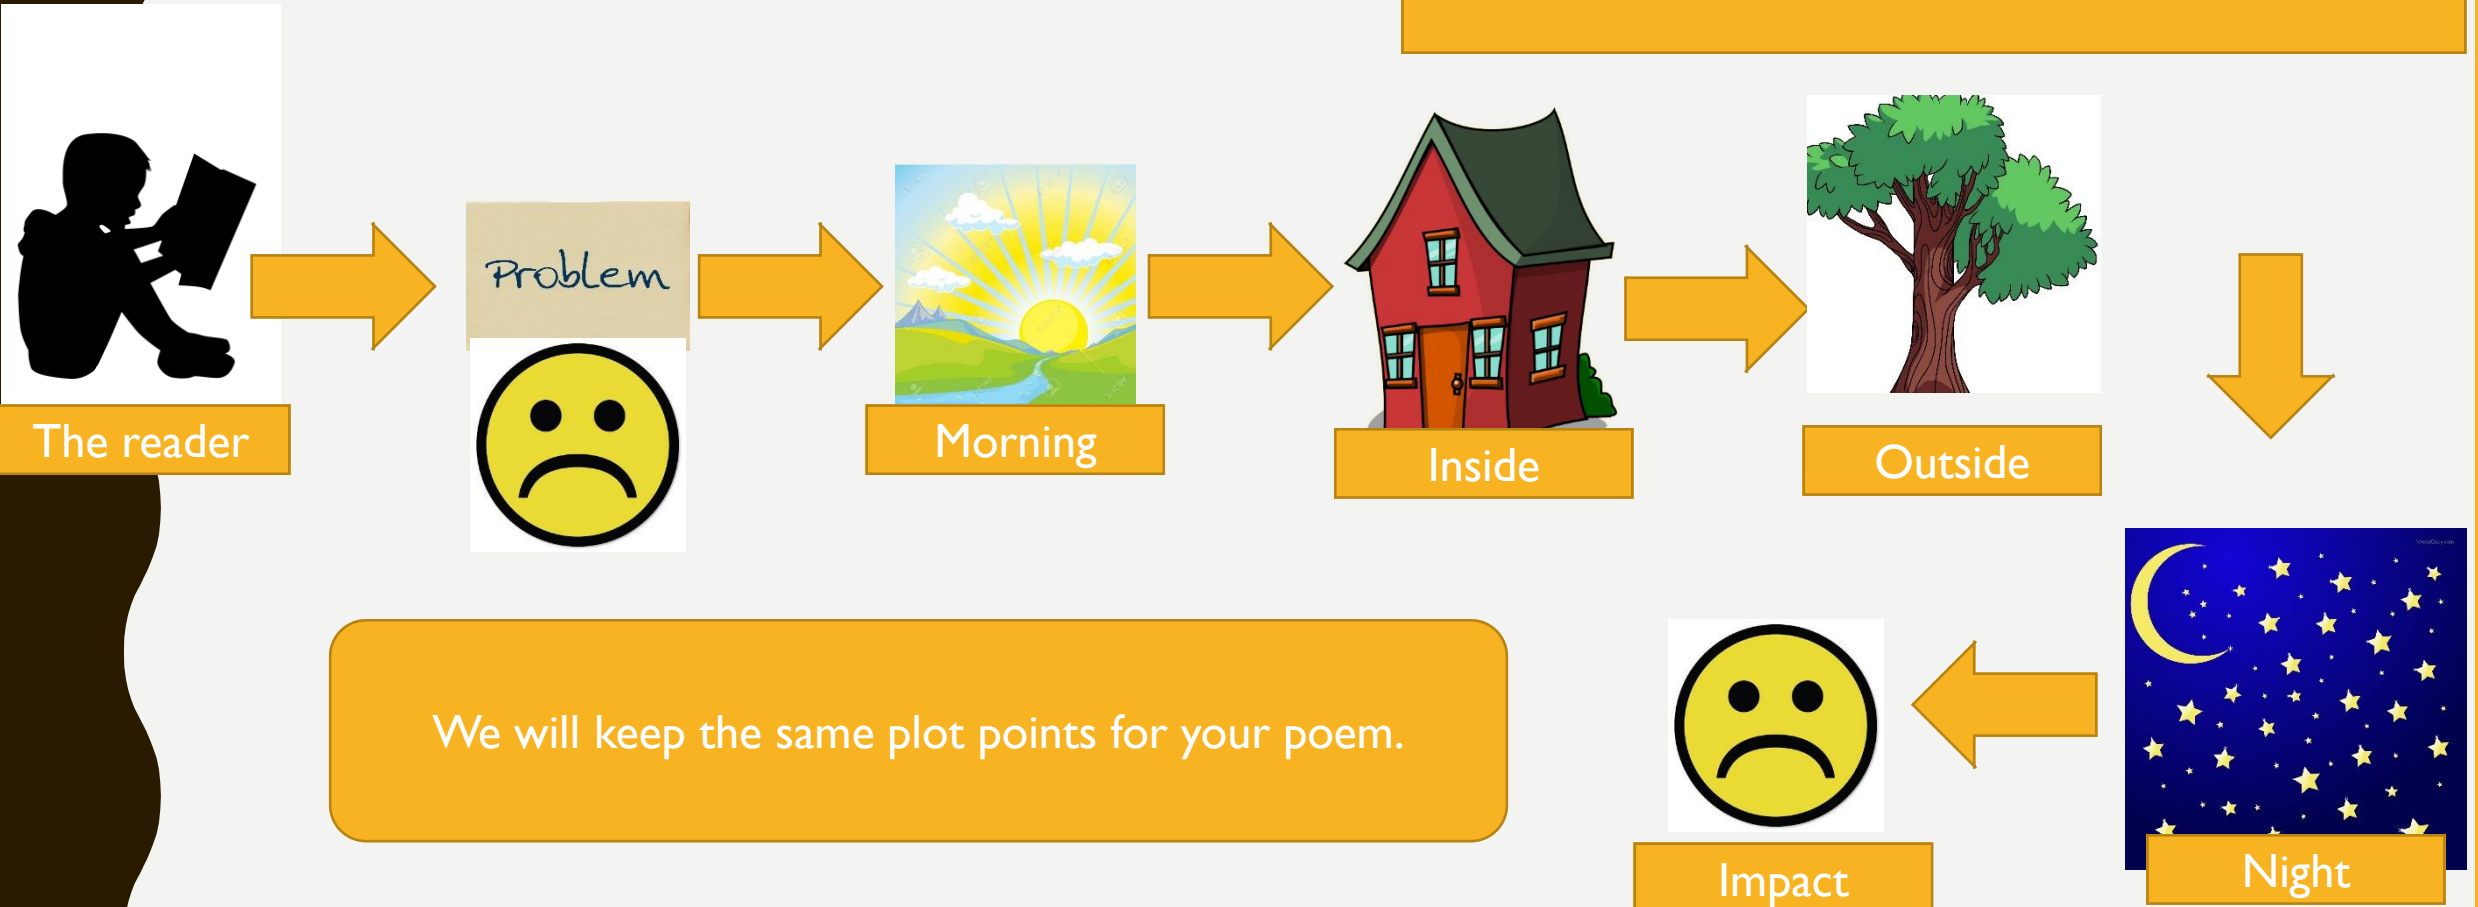 The reader
Problem
Morning
Inside
Outside
Night
Impact
We will keep the same plot points for your poem.